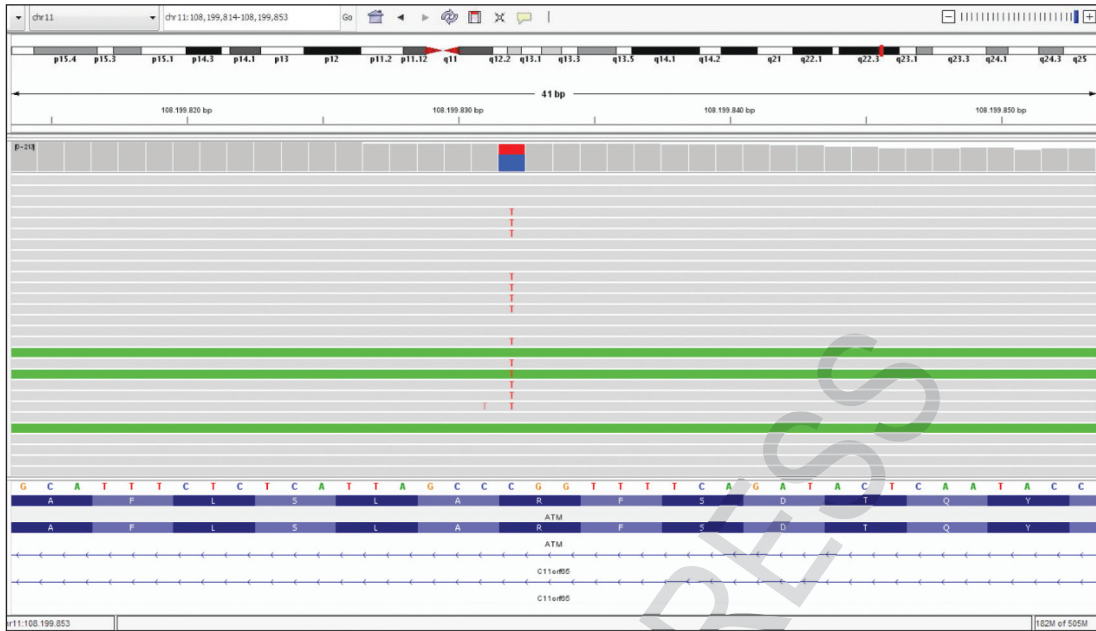 chr11 chr11:108,199,814-108,199,853 Go
p15.4 p15.3 p15.1 p14.3 p14.1 p13 p12 p11.2 p11.12 q11 q12.2 q13.1 q13.3 q13.5 q14.1 q14.2 q21 q22.1 q22.3 q23.1 q23.3 q24.1 q24.3 q25
41 bp
108.199.820 bp 108.199.830 bp 108.199.840 bp 108.199.850 bp
T
T
T
T
T
T
T
T
T
T
T
T
T T
G C A T T T C T C T C A T T A G C C C G G T T T T C A G A T A C T C A A T A C C
A F L S L A R F S D T Q Y
ATM
A F L S L A R F S D T Q Y
ATM
C11orf65
C11orf65
r11:108.199.853 182M of 505M
PRESS